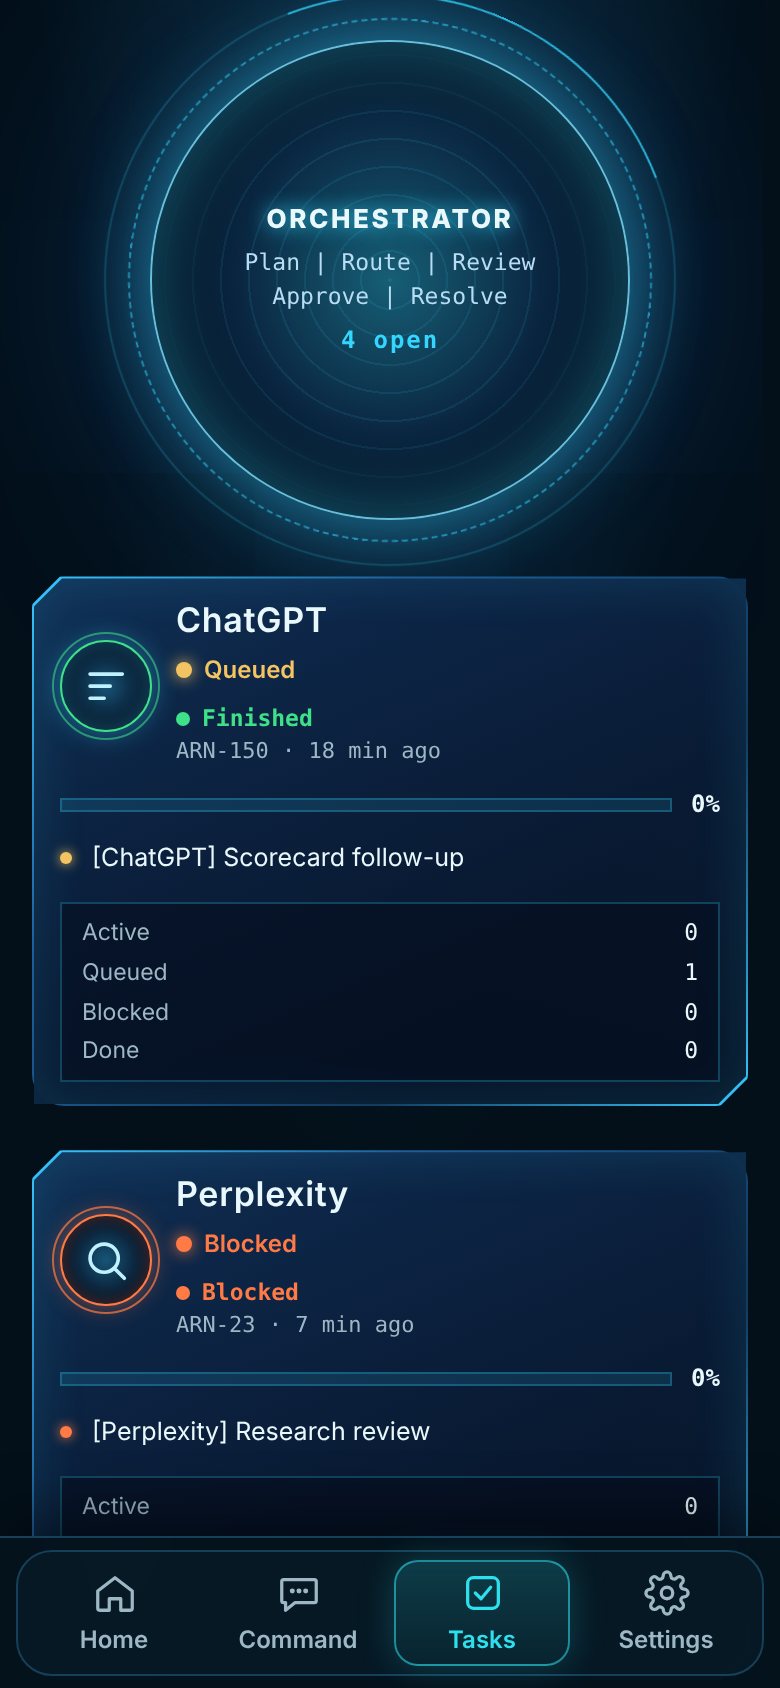 ORCHESTRATOR
Plan | Route | Review
Approve | Resolve
4 open
ChatGPT
Queued
Finished
ARN-150 · 18 min ago
0%
[ChatGPT] Scorecard follow-up
Active 0
Queued 1
Blocked 0
Done 0
Perplexity
Blocked
Blocked
ARN-23 · 7 min ago
0%
[Perplexity] Research review
Active 0
Home Command Tasks Settings